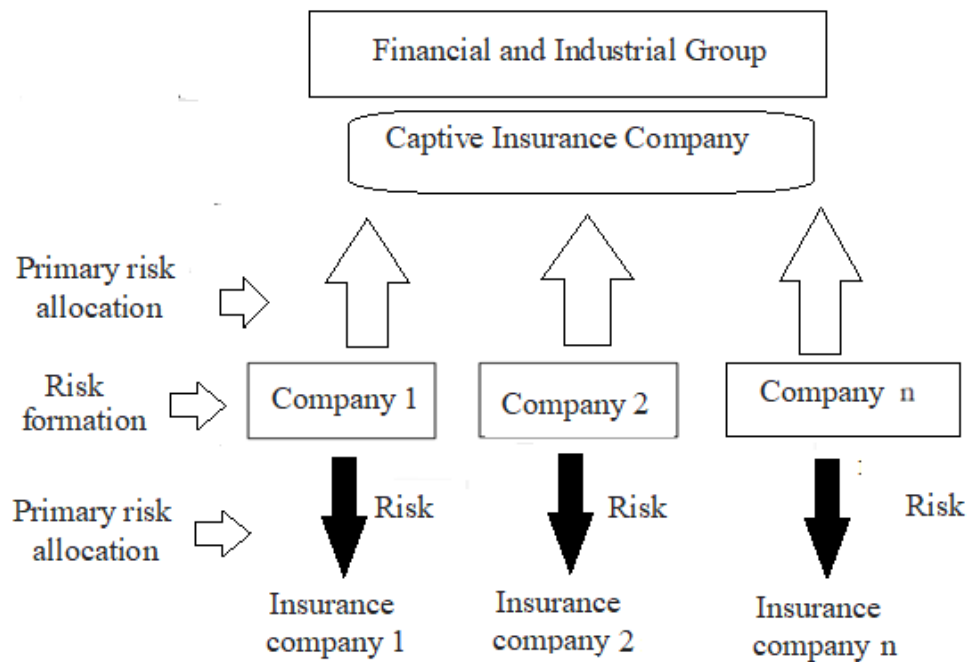 Financial and Industrial Group
Captive Insurance Company
Primary risk
allocation
Risk
formation
Company 1
Company 2
Company n
Primary risk
allocation
Risk
Risk
Risk
Insurance
company 1
Insurance
company 2
Insurance
company n